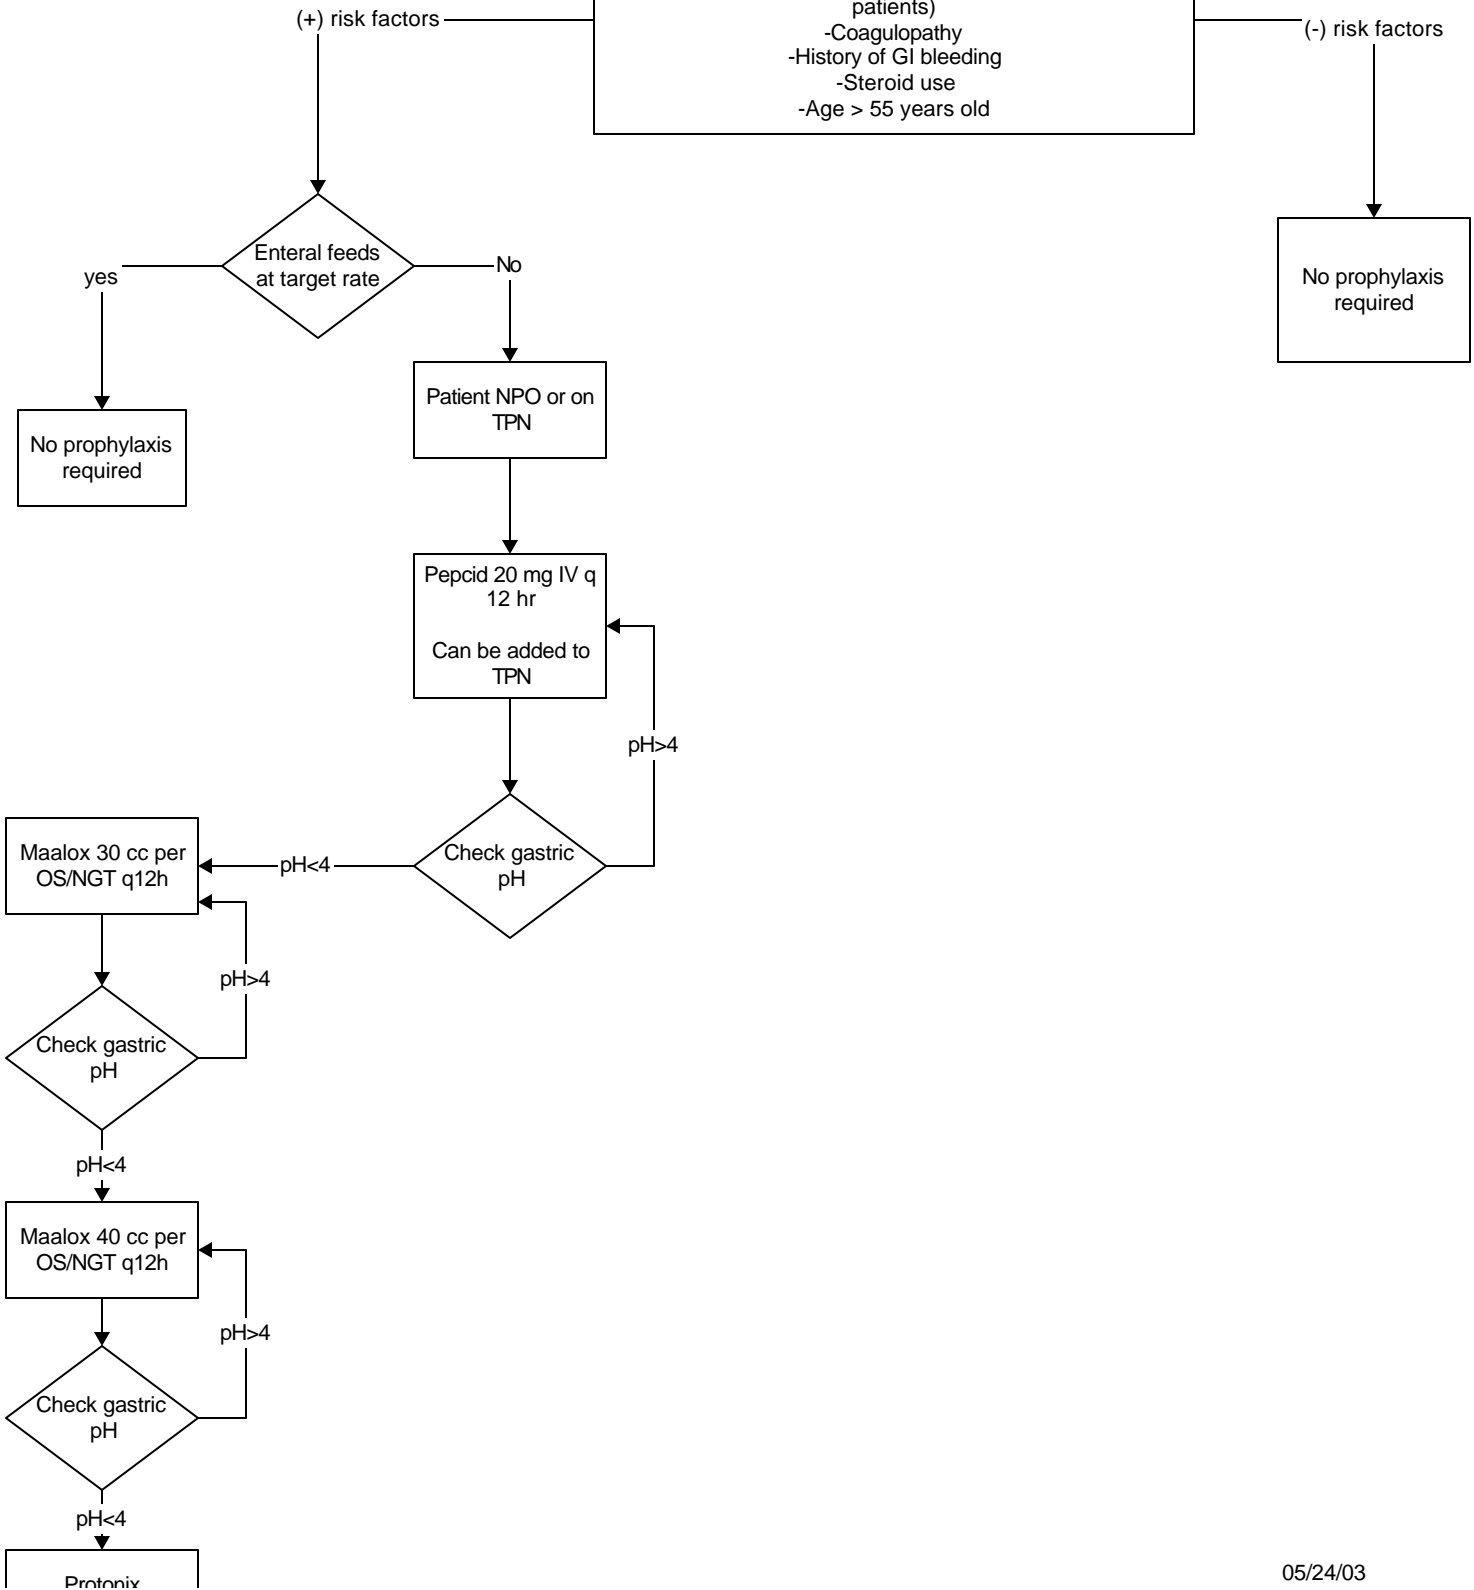 patients)
-Coagulopathy
-History of GI bleeding
-Steroid use
-Age > 55 years old
(+) risk factors
(-) risk factors
Enteral feeds
at target rate
yes
No
No prophylaxis
required
Patient NPO or on
TPN
No prophylaxis
required
Pepcid 20 mg IV q
12 hr
Can be added to
TPN
pH>4
Check gastric
pH
pH<4
Maalox 30 cc per
OS/NGT q12h
pH>4
Check gastric
pH
pH<4
Maalox 40 cc per
OS/NGT q12h
pH>4
Check gastric
pH
pH<4
Protonix
05/24/03